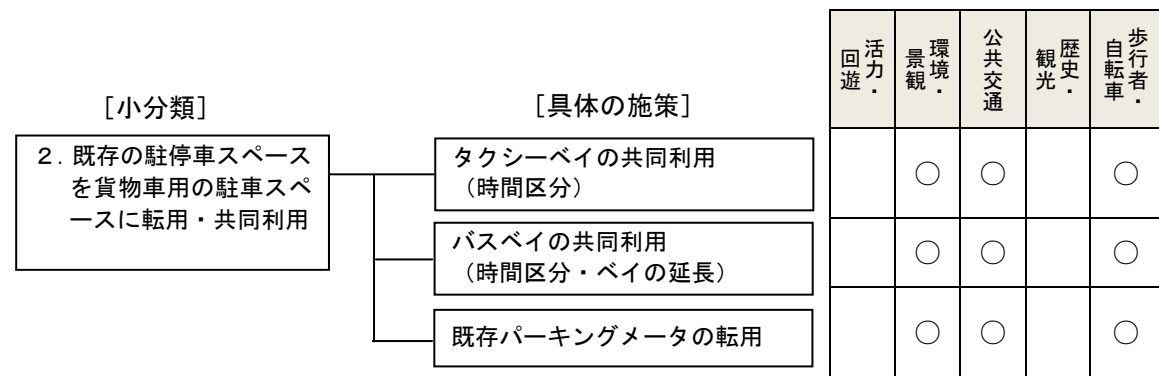 活力・
回遊
環境・
景観
公共交通
歴史・
観光
歩行者・
自転車
[小分類]
[具体の施策]
2.既存の駐停車スペース
を貨物車用の駐車スペ
ースに転用・共同利用
タクシーベイの共同利用
(時間区分)
○ ○ ○
バスベイの共同利用
(時間区分・ベイの延長)
○ ○ ○
既存パーキングメータの転用
○ ○ ○